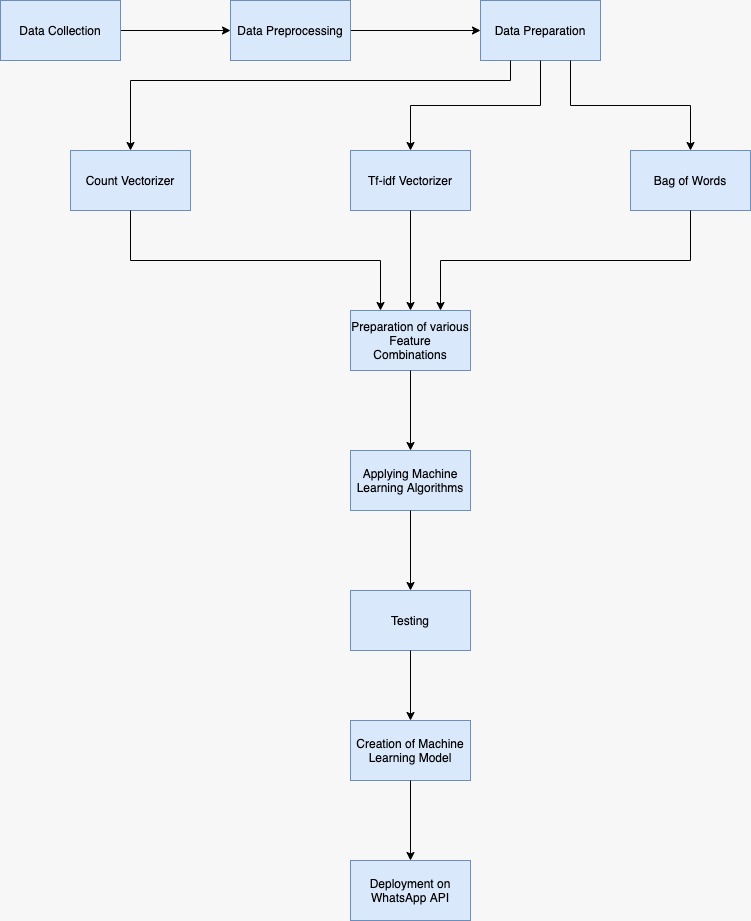 Data Collection
Data Preprocessing
Data Preparation
Count Vectorizer
Tf-idf Vectorizer
Bag of Words
Preparation of various
Feature
Combinations
Applying Machine
Learning Algorithms
Testing
Creation of Machine
Learning Model
Deployment on
WhatsApp API